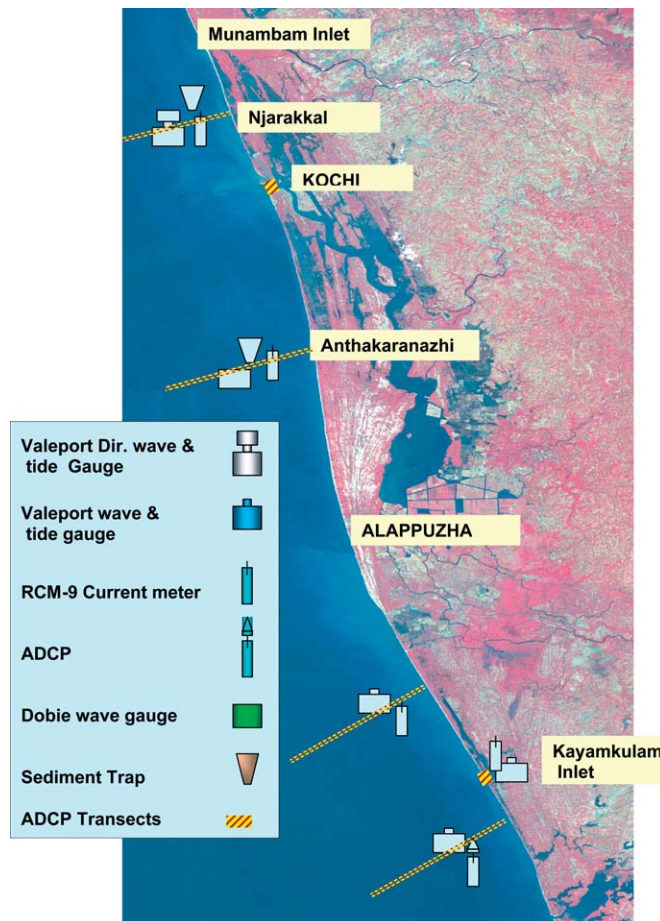 Munambam Inlet
Njarakkal
KOCHI
Anthakaranazhi
ALAPPUZHA
Kayamkulam
Inlet
Valeport Dir. wave &
tide Gauge
Valeport wave &
tide gauge
RCM-9 Current meter
ADCP
Dobie wave gauge
Sediment Trap
ADCP Transects